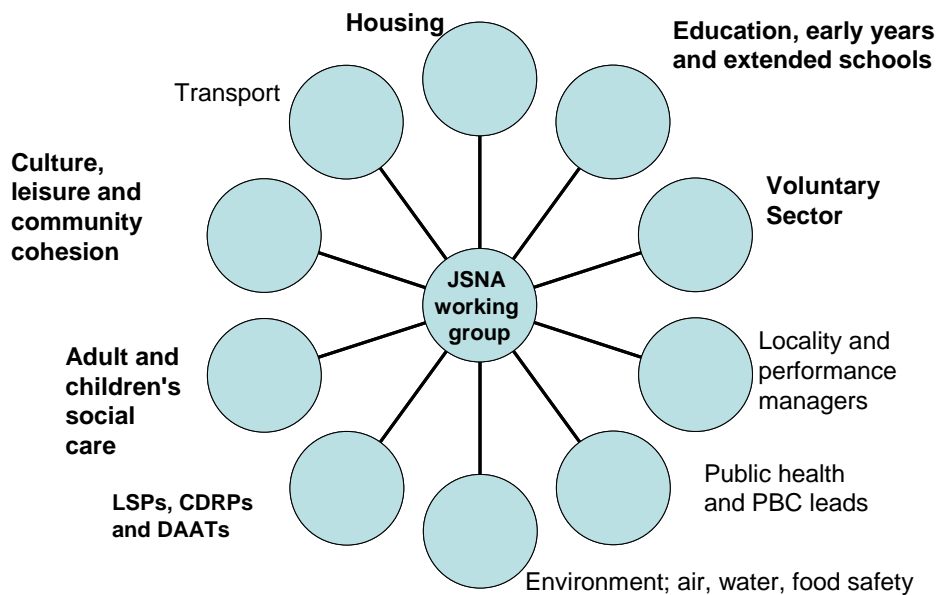 Housing
Education, early years
and extended schools
Transport
Culture,
leisure and
community
cohesion
Voluntary
Sector
JSNA
working
group
Locality and
performance
managers
Adult and
children's
social
care
Public health
and PBC leads
LSPs, CDRPs
and DAATs
Environment; air, water, food safety